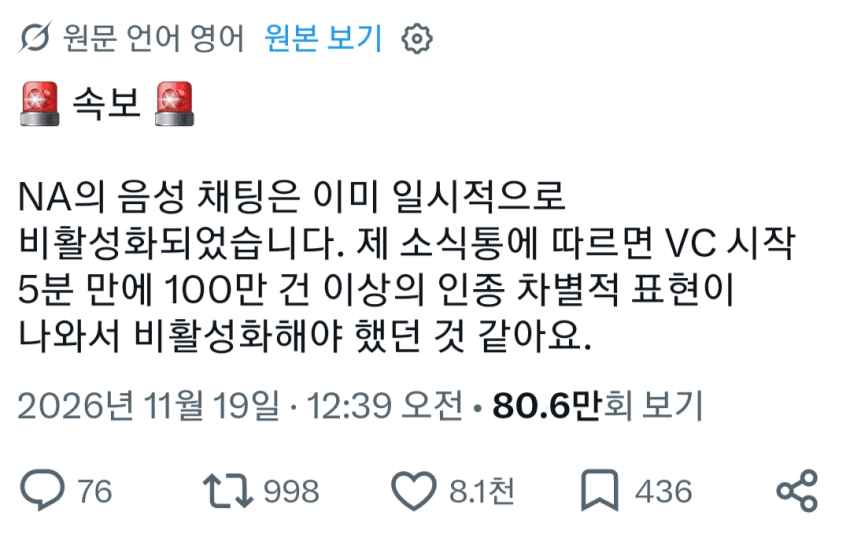 원문 언어 영어 원본 보기
🚨 속보 🚨
NA의 음성 채팅은 이미 일시적으로
비활성화되었습니다. 제 소식통에 따르면 VC 시작
5분 만에 100만 건 이상의 인종 차별적 표현이
나와서 비활성화해야 했던 것 같아요.
2026년 11월 19일 · 12:39 오전 · 80.6만회 보기
76 998 8.1천 436